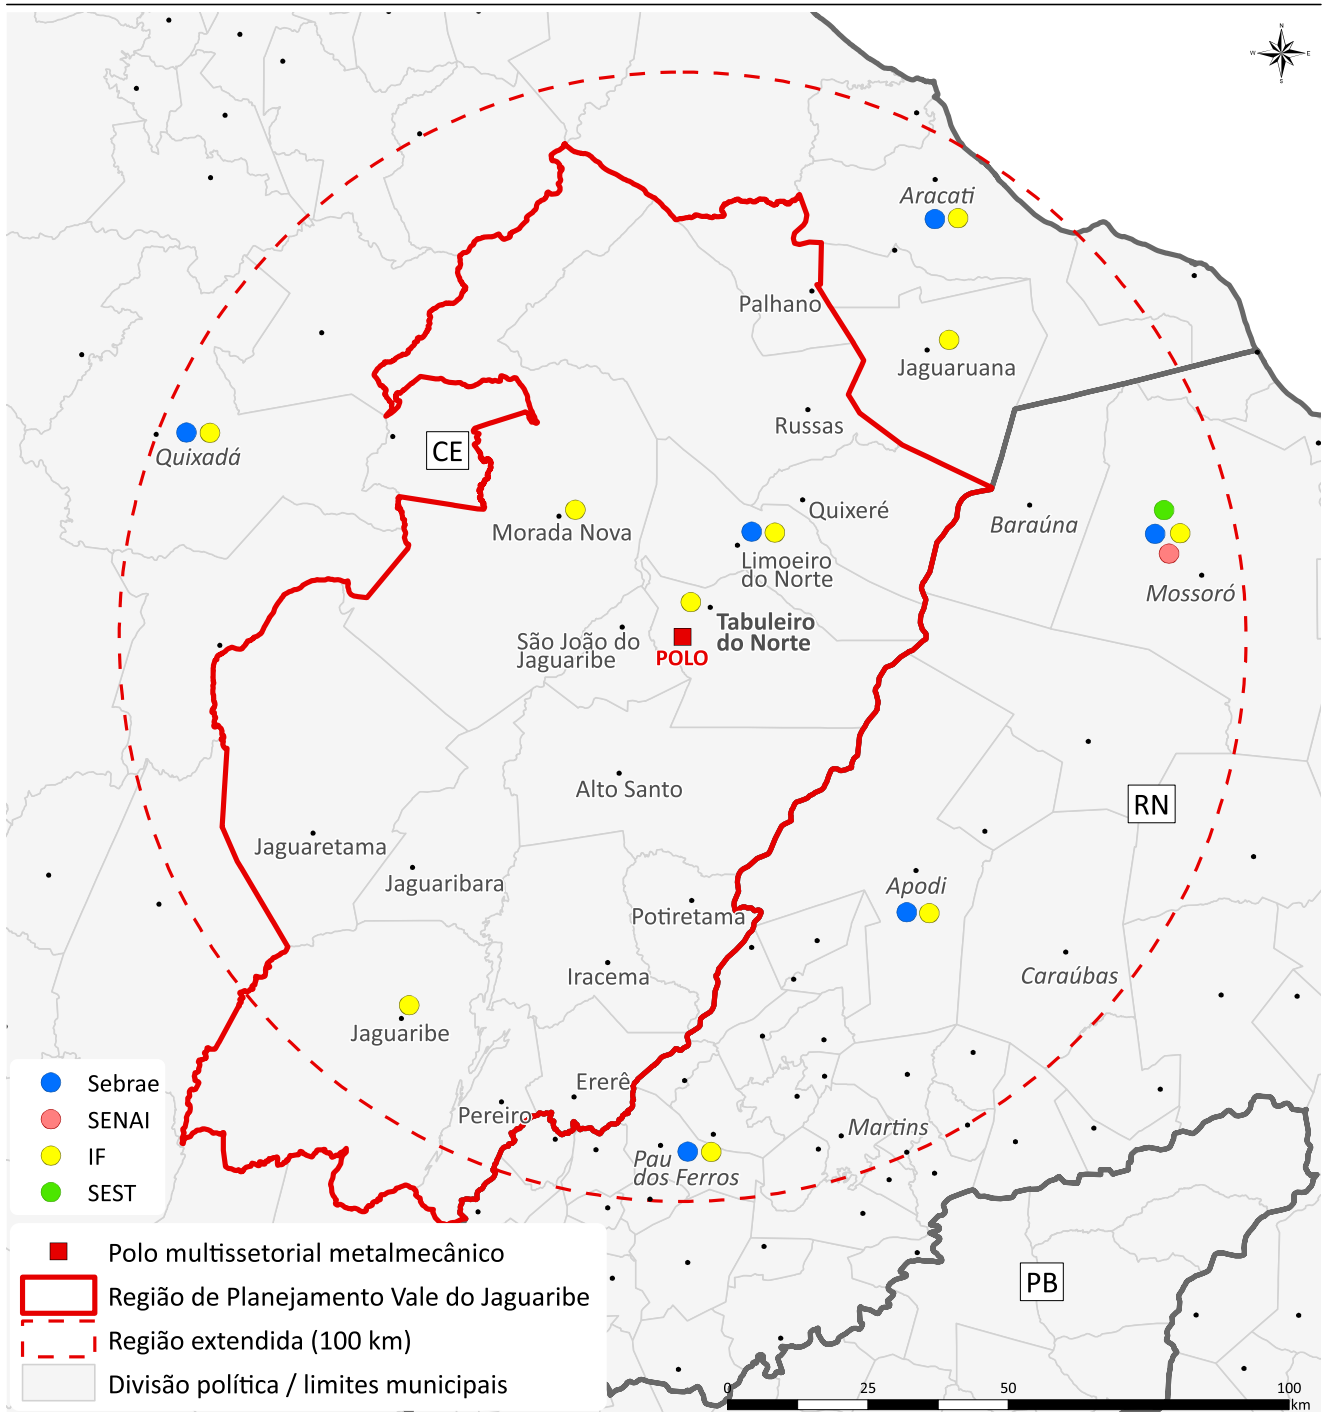 N
W
E
S
Aracati
Palhano
Jaguaruana
Russas
Quixadá
CE
Morada Nova
Quixeré
Baraúna
Limoeiro
do Norte
Mossoró
Tabuleiro
do Norte
São João do
Jaguaribe
POLO
Alto Santo
RN
Jaguaretama
Jaguaribara
Apodi
Potiretama
Iracema
Caraúbas
Jaguaribe
Ererê
Pereiro
Martins
Pau
dos Ferros
Sebrae
SENAI
IF
SEST
Polo multissetorial metalmecânico
Região de Planejamento Vale do Jaguaribe
Região extendida (100 km)
Divisão política / limites municipais
PB
0 25 50 100
km